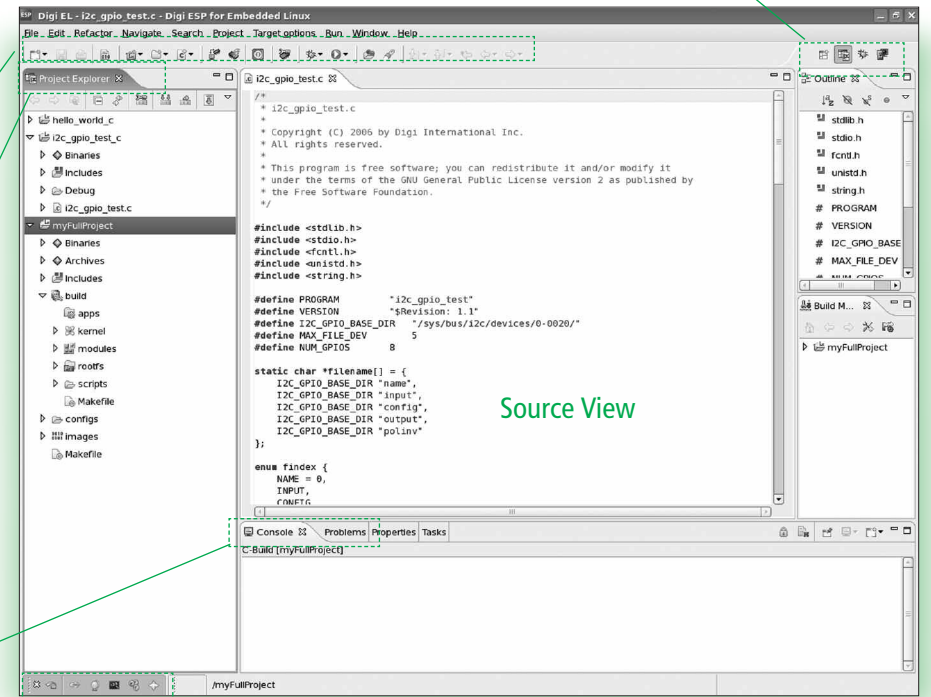 ESP Digi EL - i2c_gpio_test.c - Digi ESP for Embedded Linux
File Edit Refactor Navigate Search Project Target options Run Window Help
Project Explorer
hello_world_c
i2c_gpio_test_c
Binaries
Includes
Debug
i2c_gpio_test.c
myFullProject
Binaries
Archives
Includes
build
apps
kernel
modules
rootfs
scripts
Makefile
configs
images
Makefile
i2c_gpio_test.c
/*
* i2c_gpio_test.c
*
* Copyright (C) 2006 by Digi International Inc.
* All rights reserved.
*
* This program is free software; you can redistribute it and/or modify it
* under the terms of the GNU General Public License version 2 as published by
* the Free Software Foundation.
*/
#include <stdlib.h>
#include <stdio.h>
#include <fcntl.h>
#include <unistd.h>
#include <string.h>
#define PROGRAM "i2c_gpio_test"
#define VERSION "$Revision: 1.1"
#define I2C_GPIO_BASE_DIR "/sys/bus/i2c/devices/0-0020/"
#define MAX_FILE_DEV 5
#define NUM_GPIOS 8
static char *filename[] = {
I2C_GPIO_BASE_DIR "name",
I2C_GPIO_BASE_DIR "input",
I2C_GPIO_BASE_DIR "config",
I2C_GPIO_BASE_DIR "output",
I2C_GPIO_BASE_DIR "polinv"
};
enum findex {
NAME = 0,
INPUT,
CONFIG
Source View
Outline
stdlib.h
stdio.h
fcntl.h
unistd.h
string.h
# PROGRAM
# VERSION
# I2C_GPIO_BASE
# MAX_FILE_DEV
# NUM_GPIOS
Build M...
myFullProject
Console Problems Properties Tasks
C-Build [myFullProject]
/myFullProject